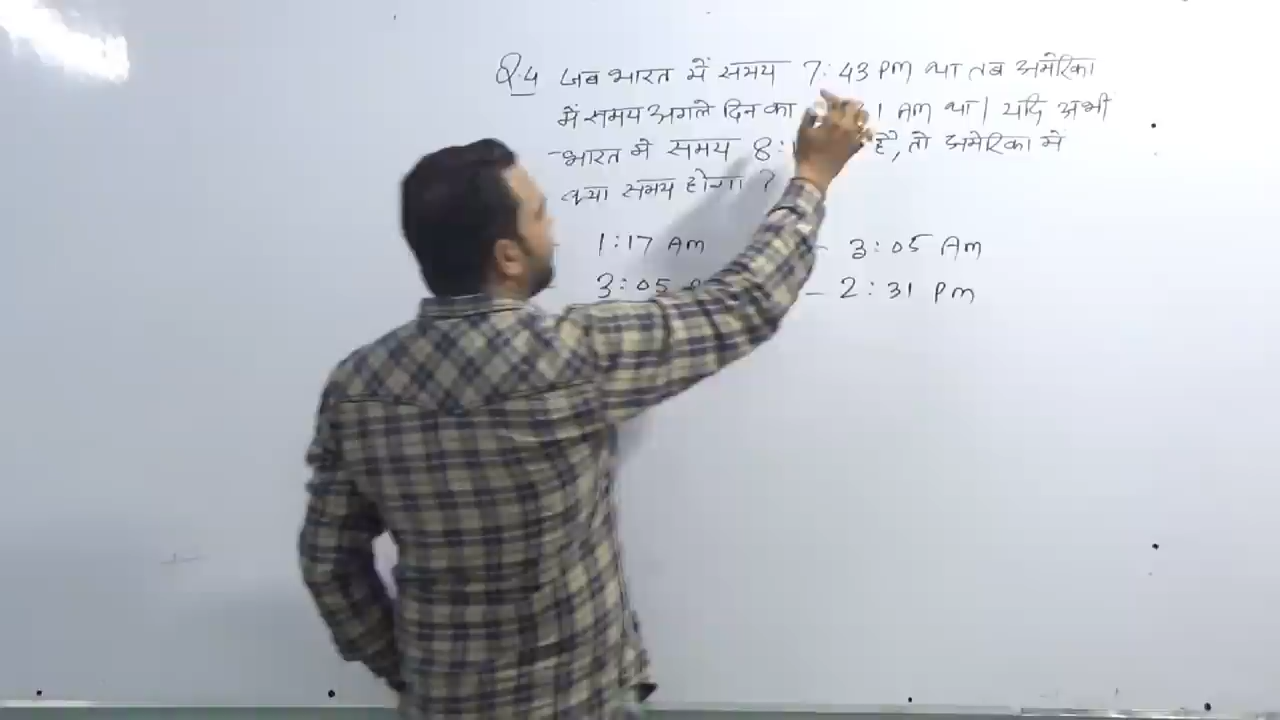 Q.4 जब भारत में समय 7:43 PM था तब अमेरिका
में समय अगले दिन का 1 AM था | यदि अभी
भारत में समय 8: है, तो अमेरिका में
क्या समय होगा ?
1:17 AM – 3:05 AM
3:05 – 2:31 PM